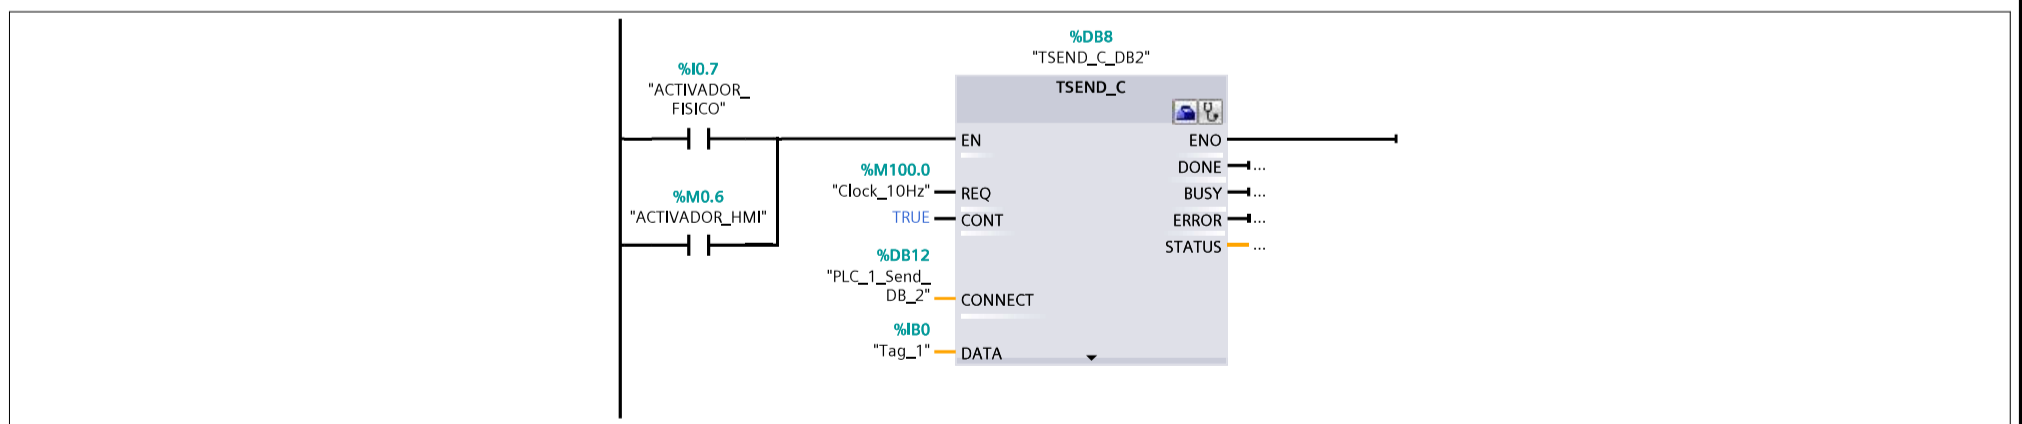 %DB8
"TSEND_C_DB2"
%I0.7
"ACTIVADOR_
FISICO"
TSEND_C
EN
ENO
%M100.0
"Clock_10Hz"
REQ
DONE
...
%M0.6
"ACTIVADOR_HMI"
TRUE
CONT
BUSY
...
ERROR
...
STATUS
...
%DB12
"PLC_1_Send_
DB_2"
CONNECT
%IB0
"Tag_1"
DATA